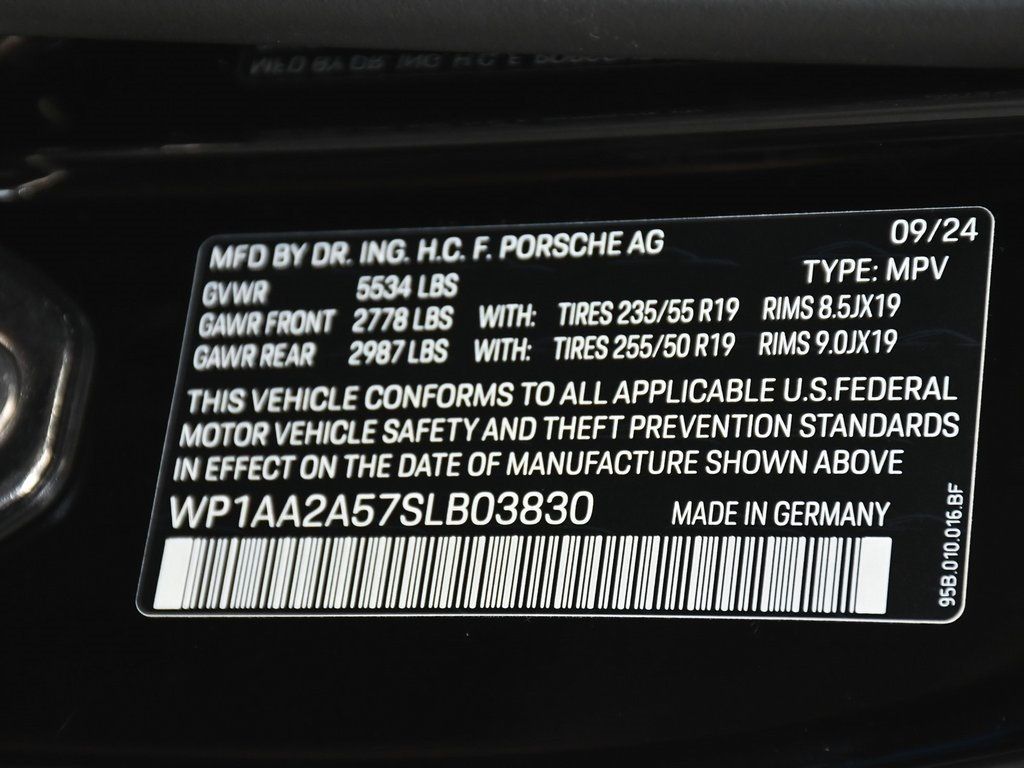 MFD BY DR. ING. H.C. F. PORSCHE AG 09/24
TYPE: MPV
GVWR 5534 LBS
GAWR FRONT 2778 LBS WITH: TIRES 235/55 R19 RIMS 8.5JX19
GAWR REAR 2987 LBS WITH: TIRES 255/50 R19 RIMS 9.0JX19
THIS VEHICLE CONFORMS TO ALL APPLICABLE U.S.FEDERAL
MOTOR VEHICLE SAFETY AND THEFT PREVENTION STANDARDS
IN EFFECT ON THE DATE OF MANUFACTURE SHOWN ABOVE
WP1AA2A57SLB03830 MADE IN GERMANY
95B.010.016.BF